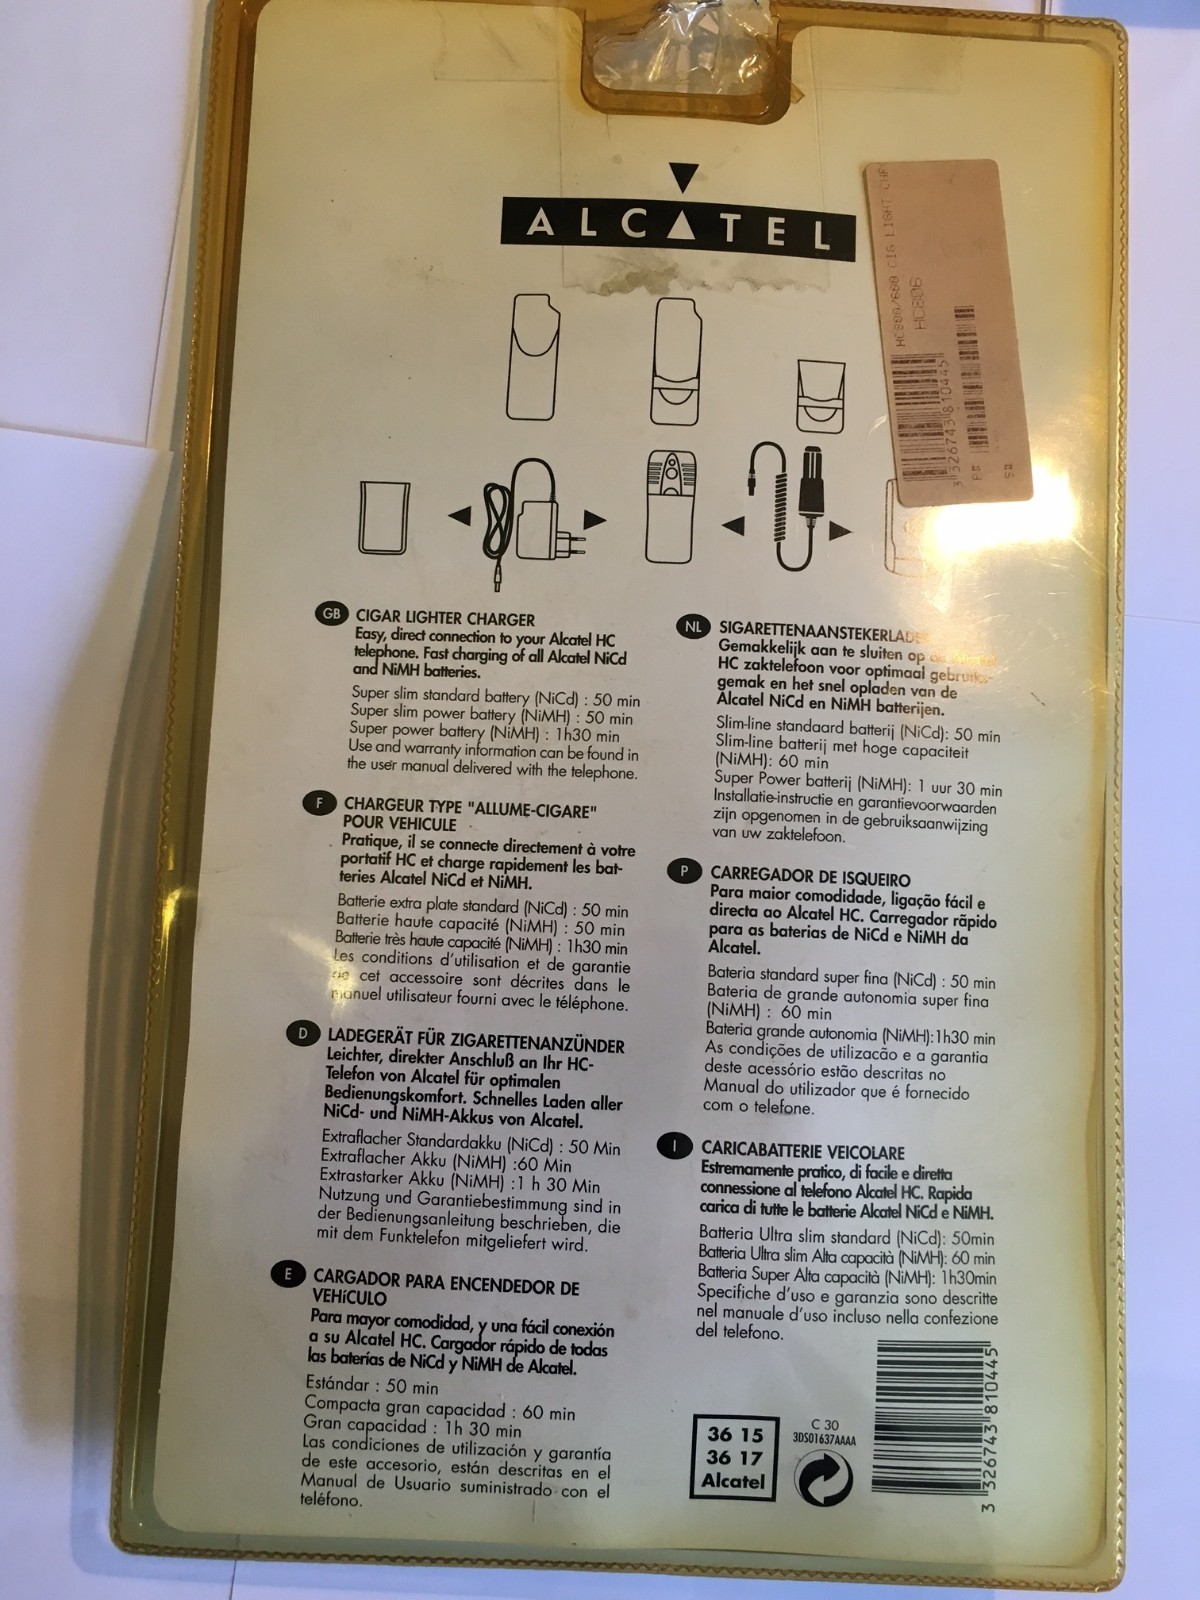 ALCATEL
HC800/600 CIG LIGHT CHR
HC806
3 326743 810445
GB CIGAR LIGHTER CHARGER
Easy, direct connection to your Alcatel HC
telephone. Fast charging of all Alcatel NiCd
and NiMH batteries.
Super slim standard battery (NiCd) : 50 min
Super slim power battery (NiMH) : 50 min
Super power battery (NiMH) : 1h30 min
Use and warranty information can be found in
the user manual delivered with the telephone.
F CHARGEUR TYPE "ALLUME-CIGARE"
POUR VEHICULE
Pratique, il se connecte directement à votre
portatif HC et charge rapidement les bat-
teries Alcatel NiCd et NiMH.
Batterie extra plate standard (NiCd) : 50 min
Batterie haute capacité (NiMH) : 50 min
Batterie très haute capacité (NiMH) : 1h30 min
Les conditions d'utilisation et de garantie
de cet accessoire sont décrites dans le
manuel utilisateur fourni avec le téléphone.
D LADEGERÄT FÜR ZIGARETTENANZÜNDER
Leichter, direkter Anschluß an Ihr HC-
Telefon von Alcatel für optimalen
Bedienungskomfort. Schnelles Laden aller
NiCd- und NiMH-Akkus von Alcatel.
Extraflacher Standardakku (NiCd) : 50 Min
Extraflacher Akku (NiMH) :60 Min
Extrastarker Akku (NiMH) :1 h 30 Min
Nutzung und Garantiebestimmung sind in
der Bedienungsanleitung beschrieben, die
mit dem Funktelefon mitgeliefert wird.
E CARGADOR PARA ENCENDEDOR DE
VEHíCULO
Para mayor comodidad, y una fácil conexión
a su Alcatel HC. Cargador rápido de todas
las baterías de NiCd y NiMH de Alcatel.
Estándar : 50 min
Compacta gran capacidad : 60 min
Gran capacidad : 1h 30 min
Las condiciones de utilización y garantía
de este accesorio, están descritas en el
Manual de Usuario suministrado con el
teléfono.
NL SIGARETTENAANSTEKERLADER
Gemakkelijk aan te sluiten op de Alcatel
HC zaktelefoon voor optimaal gebruiks-
gemak en het snel opladen van de
Alcatel NiCd en NiMH batterijen.
Slim-line standaard batterij (NiCd): 50 min
Slim-line batterij met hoge capaciteit
(NiMH): 60 min
Super Power batterij (NiMH): 1 uur 30 min
Installatie-instructie en garantievoorwaarden
zijn opgenomen in de gebruiksaanwijzing
van uw zaktelefoon.
P CARREGADOR DE ISQUEIRO
Para maior comodidade, ligação fácil e
directa ao Alcatel HC. Carregador rãpido
para as baterias de NiCd e NiMH da
Alcatel.
Bateria standard super fina (NiCd) : 50 min
Bateria de grande autonomia super fina
(NiMH) : 60 min
Bateria grande autonomia (NiMH):1h30 min
As condições de utilizacão e a garantia
deste acessório estão descritas no
Manual do utilizador que é fornecido
com o telefone.
I CARICABATTERIE VEICOLARE
Estremamente pratico, di facile e diretta
connessione al telefono Alcatel HC. Rapida
carica di tutte le batterie Alcatel NiCd e NiMH.
Batteria Ultra slim standard (NiCd): 50min
Batteria Ultra slim Alta capacità (NiMH): 60 min
Batteria Super Alta capacità (NiMH): 1h30min
Specifiche d'uso e garanzia sono descritte
nel manuale d'uso incluso nella confezione
del telefono.
36 15
36 17
Alcatel
C 30
3DS01637AAAA
3 326743 810445